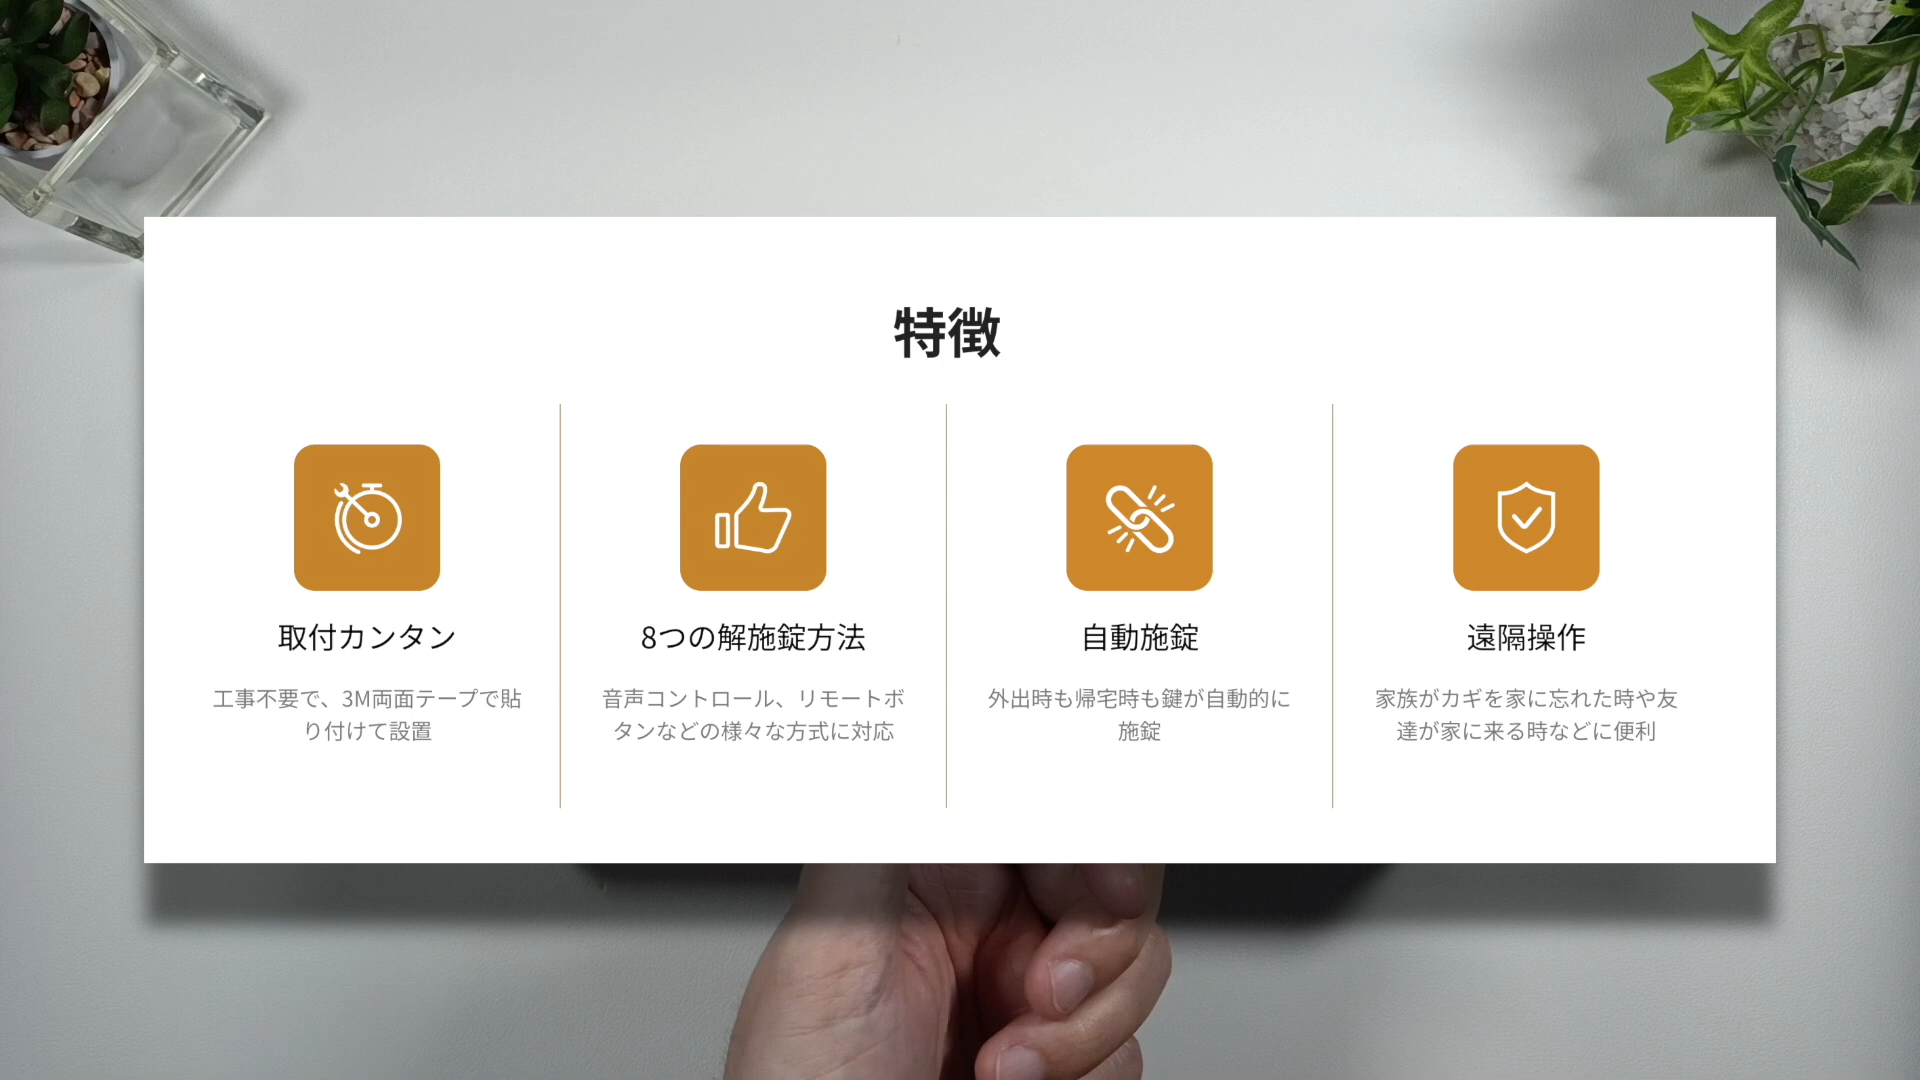 特徴
取付カンタン
工事不要で、3M両面テープで貼
り付けて設置
8つの解施錠方法
音声コントロール、リモートボ
タンなどの様々な方式に対応
自動施錠
外出時も帰宅時も鍵が自動的に
施錠
遠隔操作
家族がカギを家に忘れた時や友
達が家に来る時などに便利